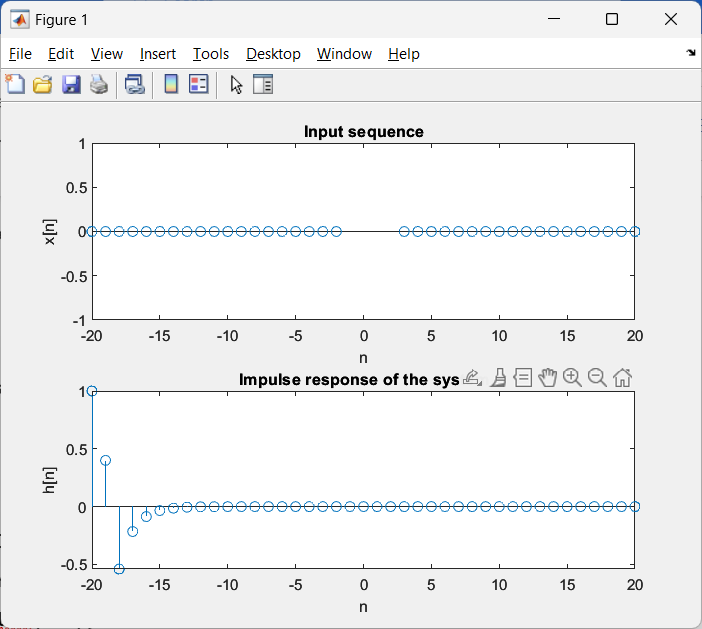 Figure 1
File Edit View Insert Tools Desktop Window Help
Input sequence
1
0.5
0
-0.5
-1
x[n]
-20 -15 -10 -5 0 5 10 15 20
n
Impulse response of the sys
1
0.5
0
-0.5
h[n]
-20 -15 -10 -5 0 5 10 15 20
n